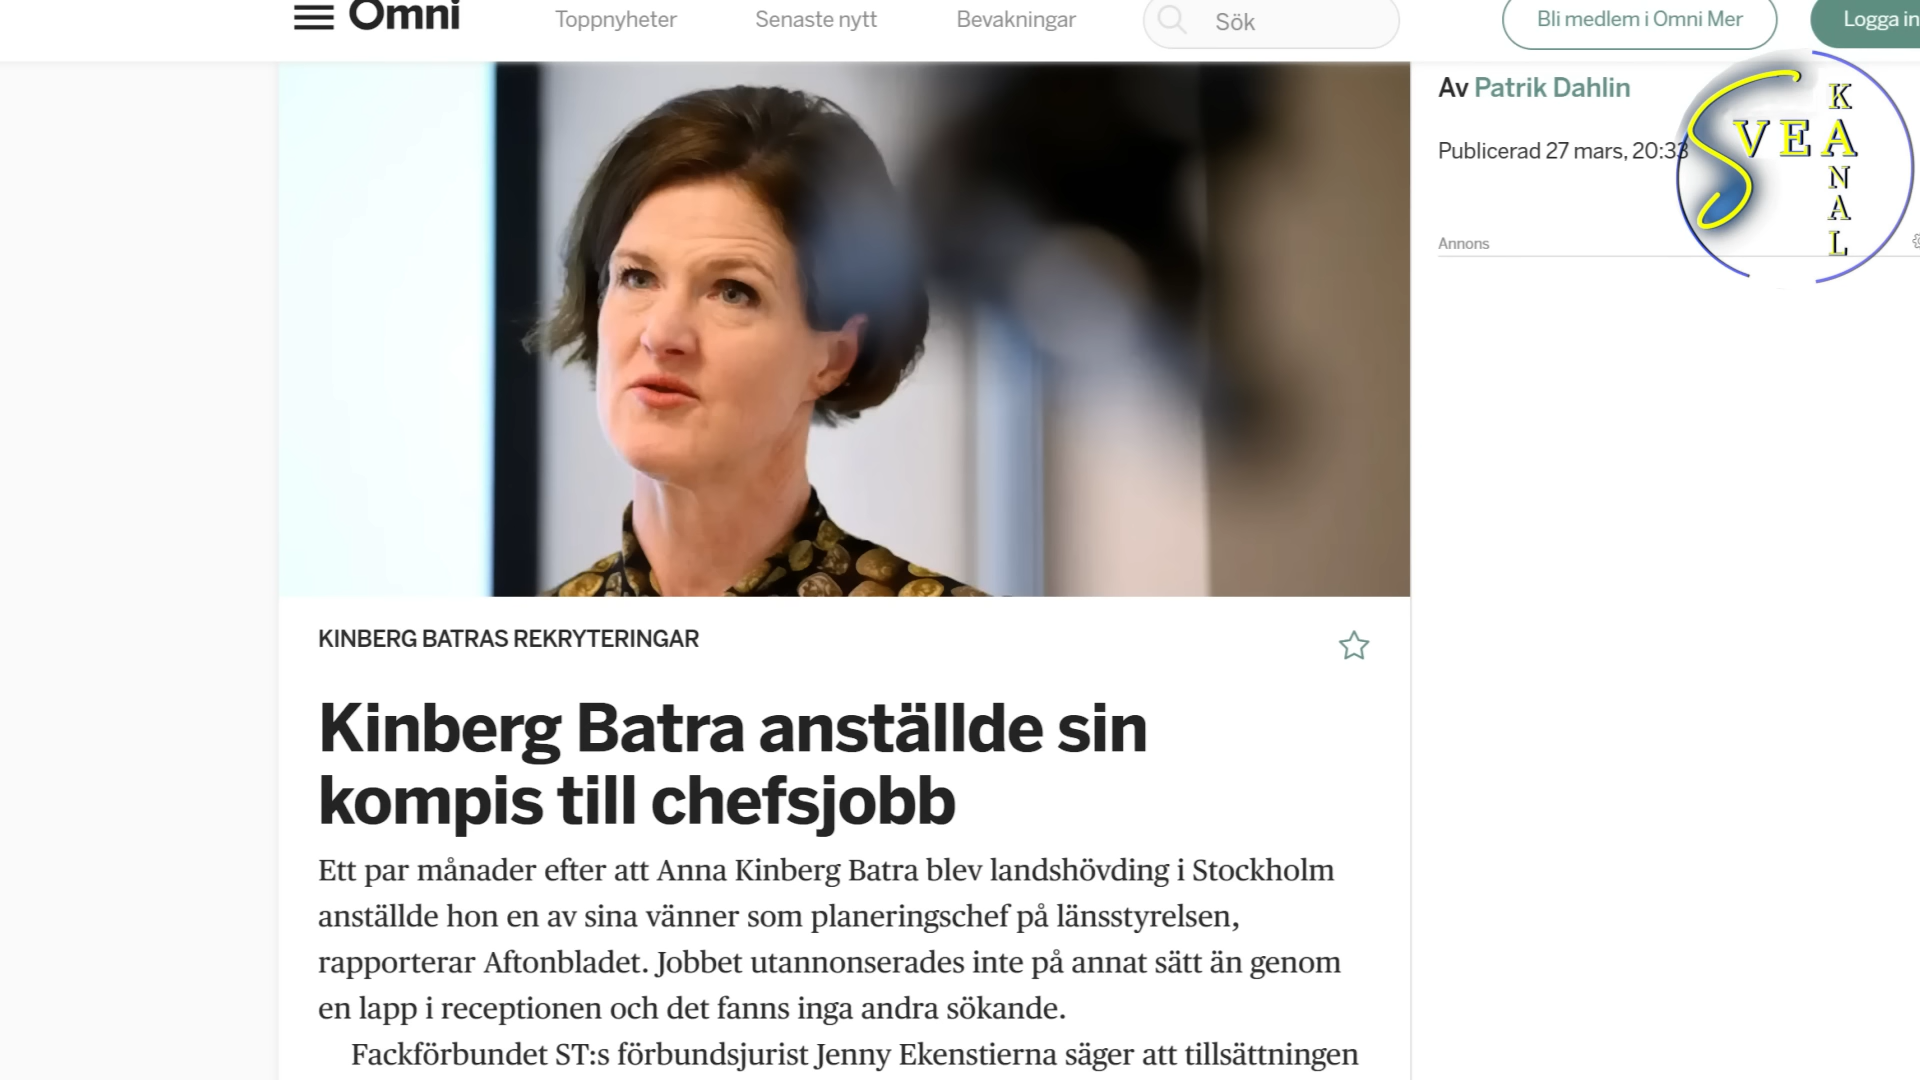 Omni
Toppnyheter
Senaste nytt
Bevakningar
Sök
Bli medlem i Omni Mer
Logga in
Av Patrik Dahlin
Publicerad 27 mars, 20:33
SVEA
KANAL
Annons
KINBERG BATRAS REKRYTERINGAR
Kinberg Batra anställde sin
kompis till chefsjobb
Ett par månader efter att Anna Kinberg Batra blev landshövding i Stockholm
anställde hon en av sina vänner som planeringschef på länsstyrelsen,
rapporterar Aftonbladet. Jobbet utannonserades inte på annat sätt än genom
en lapp i receptionen och det fanns inga andra sökande.
Fackförbundet ST:s förbundsjurist Jenny Ekenstierna säger att tillsättningen